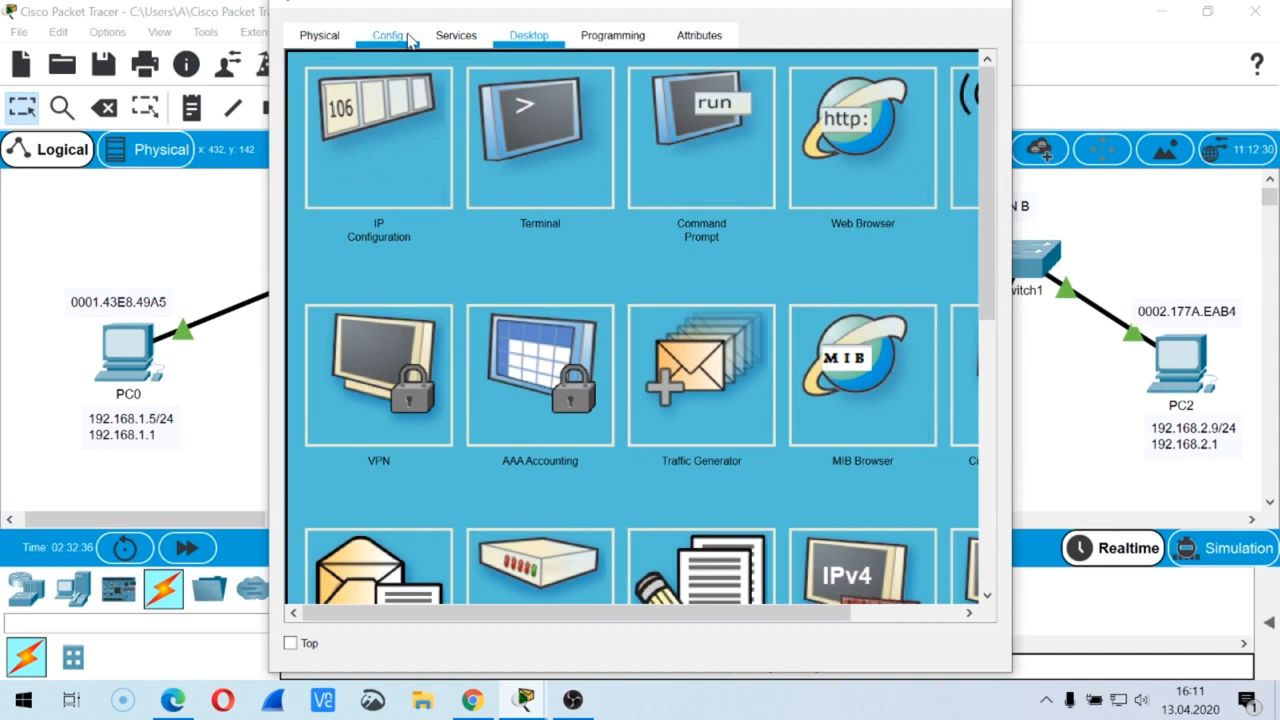 Cisco Packet Tracer - C:\Users\A\Cisco Packet Tra
File Edit Options View Tools Exten
Physical Config Services Desktop Programming Attributes
?
Logical Physical x: 432, y: 142
11:12:30
106
>
run
http:
IP
Configuration
Terminal
Command
Prompt
Web Browser
N B
witch1
0001.43E8.49A5
PC0
192.168.1.5/24
192.168.1.1
0002.177A.EAB4
PC2
192.168.2.9/24
192.168.2.1
MIB
VPN
AAA Accounting
Traffic Generator
MIB Browser
Ci
IPv4
Time: 02:32:36
Realtime
Simulation
Top
16:11
13.04.2020
1